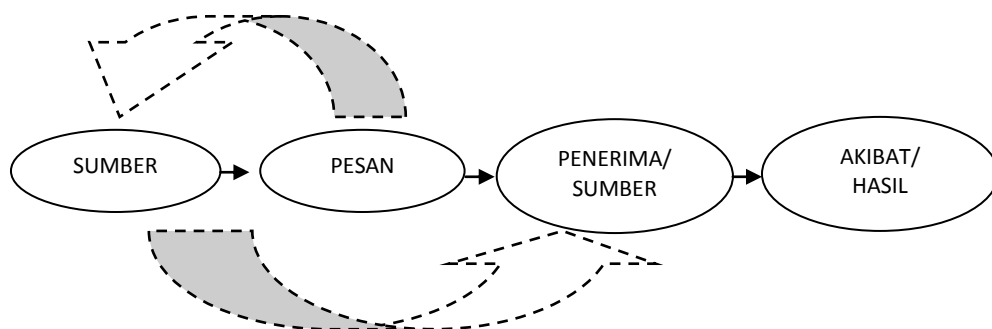 SUMBER
PESAN
PENERIMA/
SUMBER
AKIBAT/
HASIL